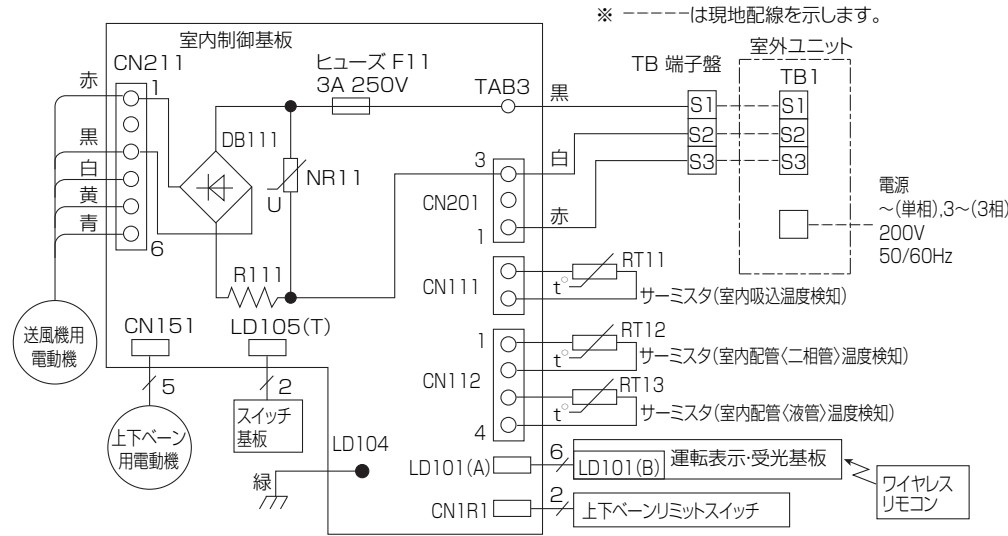 ※ -----は現地配線を示します。
室内制御基板
CN211
赤
1
黒
白
黄
青
6
DB111
ヒューズ F11
3A 250V
TAB3
黒
NR11
U
R111
3
白
CN201
赤
1
TB 端子盤
S1
S2
S3
室外ユニット
TB1
S1
S2
S3
電源
～(単相),3～(3相)
200V
50/60Hz
CN111
t°
RT11
サーミスタ(室内吸込温度検知)
1
CN112
4
t°
RT12
サーミスタ(室内配管〈二相管〉温度検知)
t°
RT13
サーミスタ(室内配管〈液管〉温度検知)
送風機用
電動機
CN151
5
上下ベーン
用電動機
LD105(T)
2
スイッチ
基板
LD104
緑
LD101(A)
6
LD101(B)
運転表示・受光基板
ワイヤレス
リモコン
CN1R1
2
上下ベーンリミットスイッチ